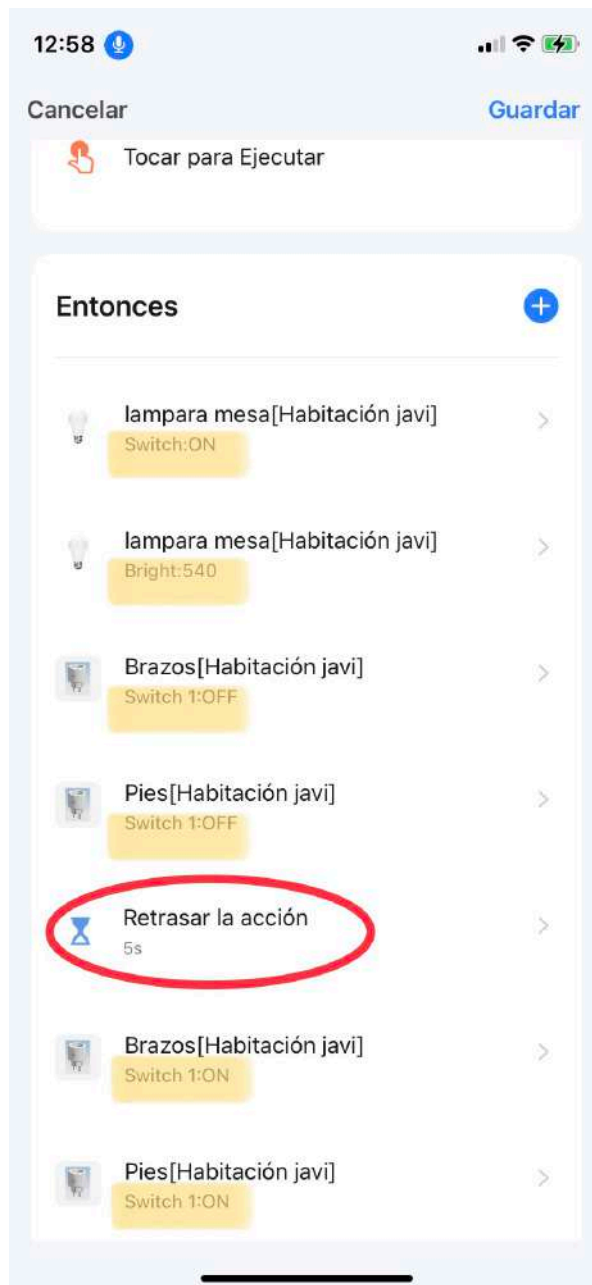 12:58
Cancelar
Guardar
Tocar para Ejecutar
Entonces
lampara mesa[Habitación javi]
Switch:ON
lampara mesa[Habitación javi]
Bright:540
Brazos[Habitación javi]
Switch 1:OFF
Pies[Habitación javi]
Switch 1:OFF
Retrasar la acción
5s
Brazos[Habitación javi]
Switch 1:ON
Pies[Habitación javi]
Switch 1:ON